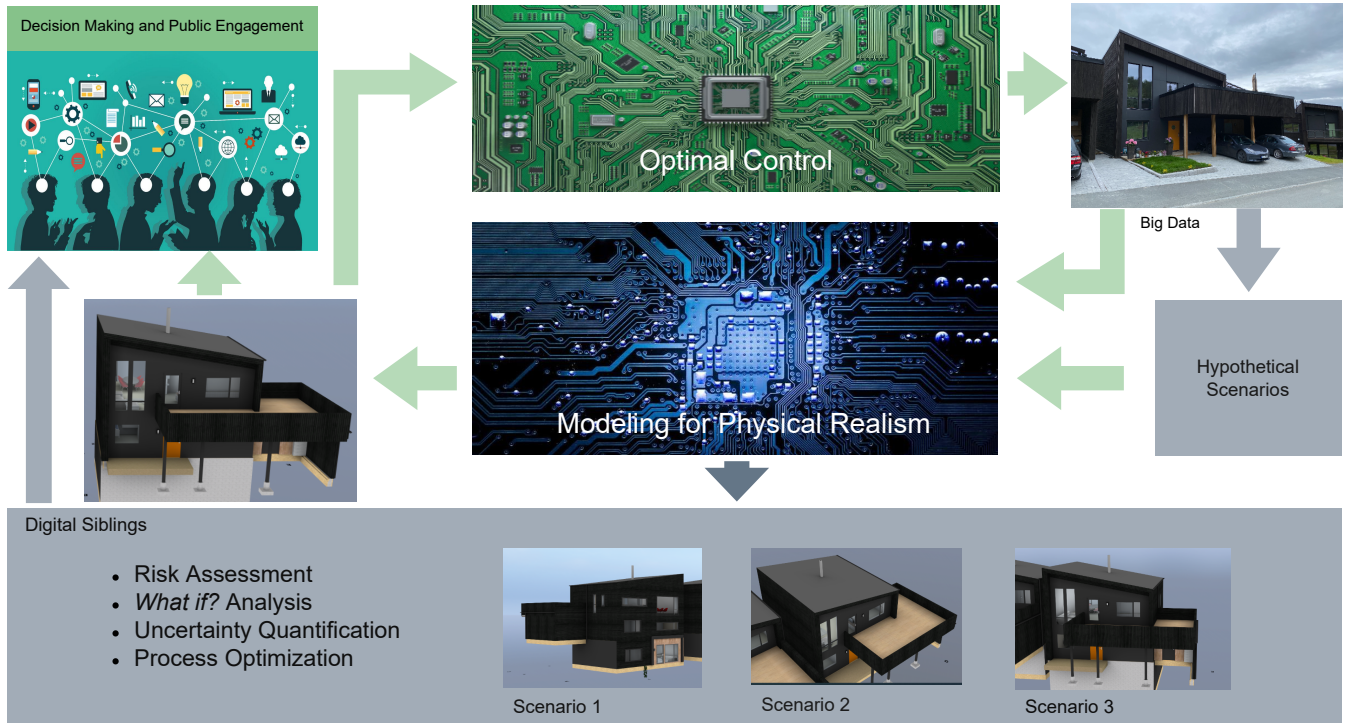 Decision Making and Public Engagement
Optimal Control
Big Data
Hypothetical
Scenarios
Modeling for Physical Realism
Digital Siblings
• Risk Assessment
• What if? Analysis
• Uncertainty Quantification
• Process Optimization
Scenario 1
Scenario 2
Scenario 3